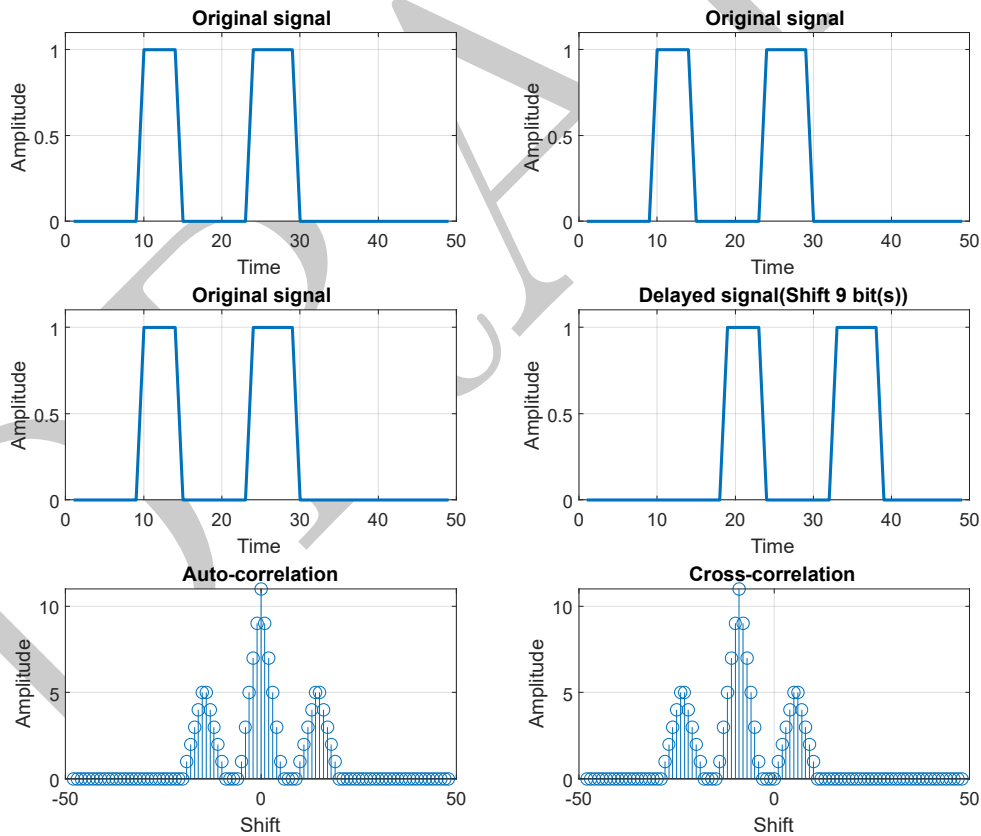 Original signal
1
0.5
0
Amplitude
0 10 20 30 40 50
Time
Original signal
1
0.5
0
Amplitude
0 10 20 30 40 50
Time
Original signal
1
0.5
0
Amplitude
0 10 20 30 40 50
Time
Delayed signal(Shift 9 bit(s))
1
0.5
0
Amplitude
0 10 20 30 40 50
Time
Auto-correlation
10
5
0
Amplitude
-50 0 50
Shift
Cross-correlation
10
5
0
Amplitude
-50 0 50
Shift